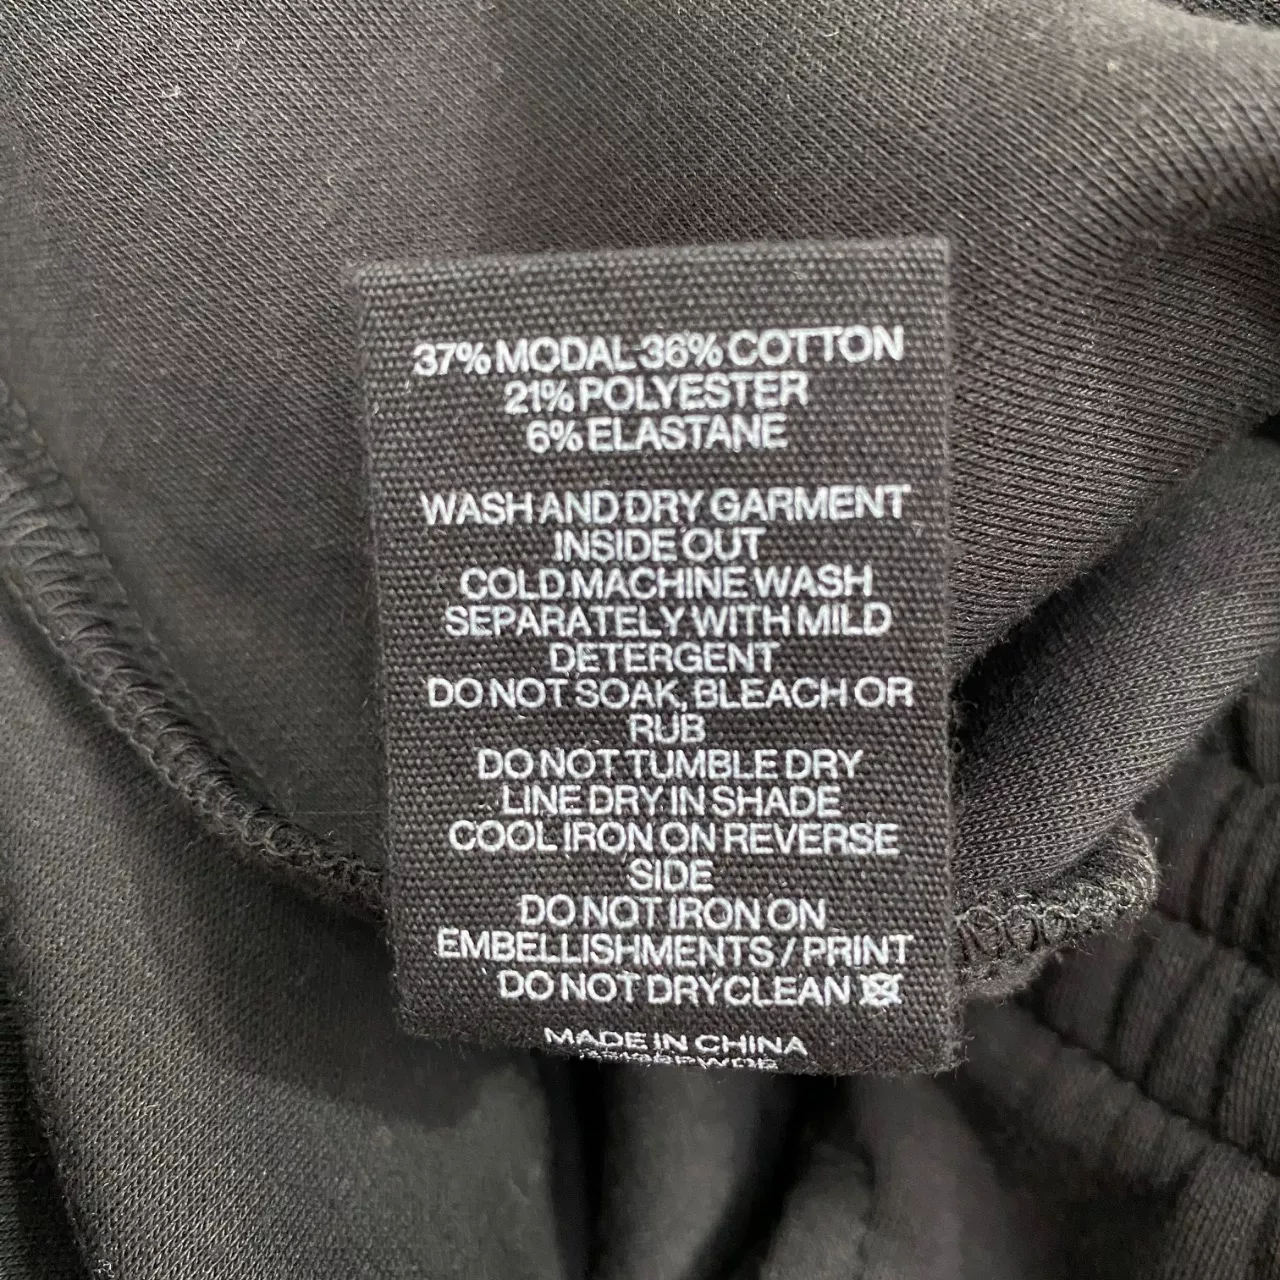 37% MODAL 36% COTTON
21% POLYESTER
6% ELASTANE
WASH AND DRY GARMENT
INSIDE OUT
COLD MACHINE WASH
SEPARATELY WITH MILD
DETERGENT
DO NOT SOAK, BLEACH OR
RUB
DO NOT TUMBLE DRY
LINE DRY IN SHADE
COOL IRON ON REVERSE
SIDE
DO NOT IRON ON
EMBELLISHMENTS / PRINT
DO NOT DRYCLEAN
MADE IN CHINA